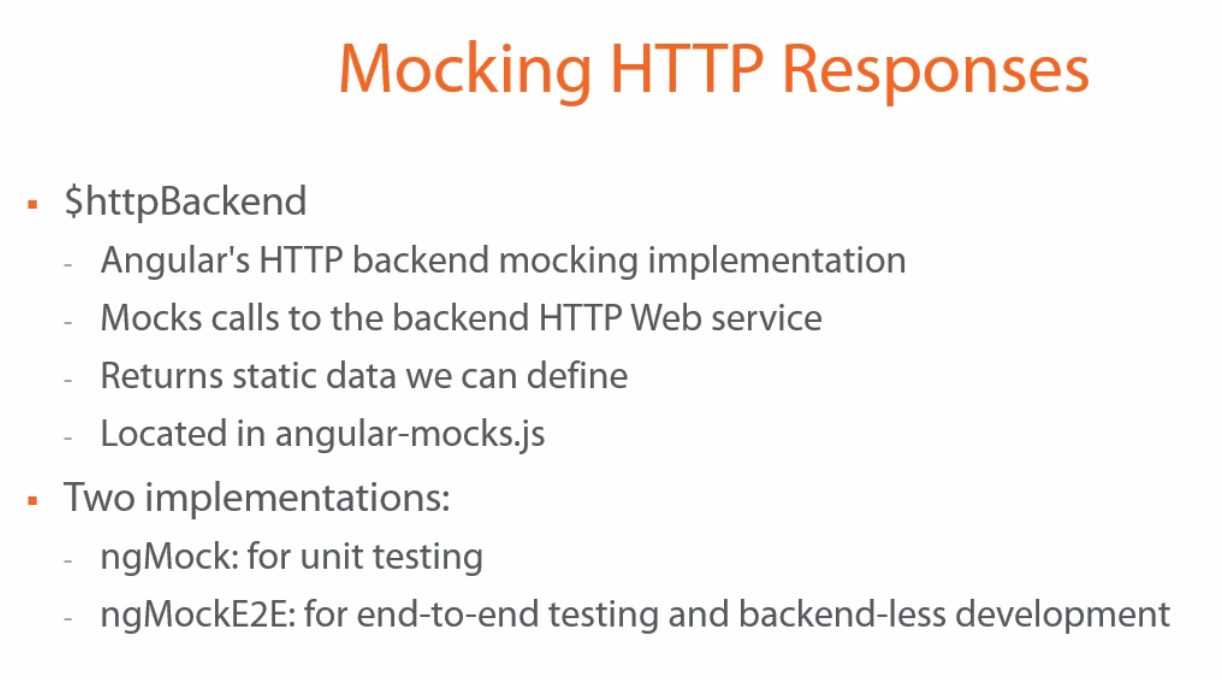 Mocking HTTP Responses
▪ $httpBackend
- Angular's HTTP backend mocking implementation
- Mocks calls to the backend HTTP Web service
- Returns static data we can define
- Located in angular-mocks.js
▪ Two implementations:
- ngMock: for unit testing
- ngMockE2E: for end-to-end testing and backend-less development